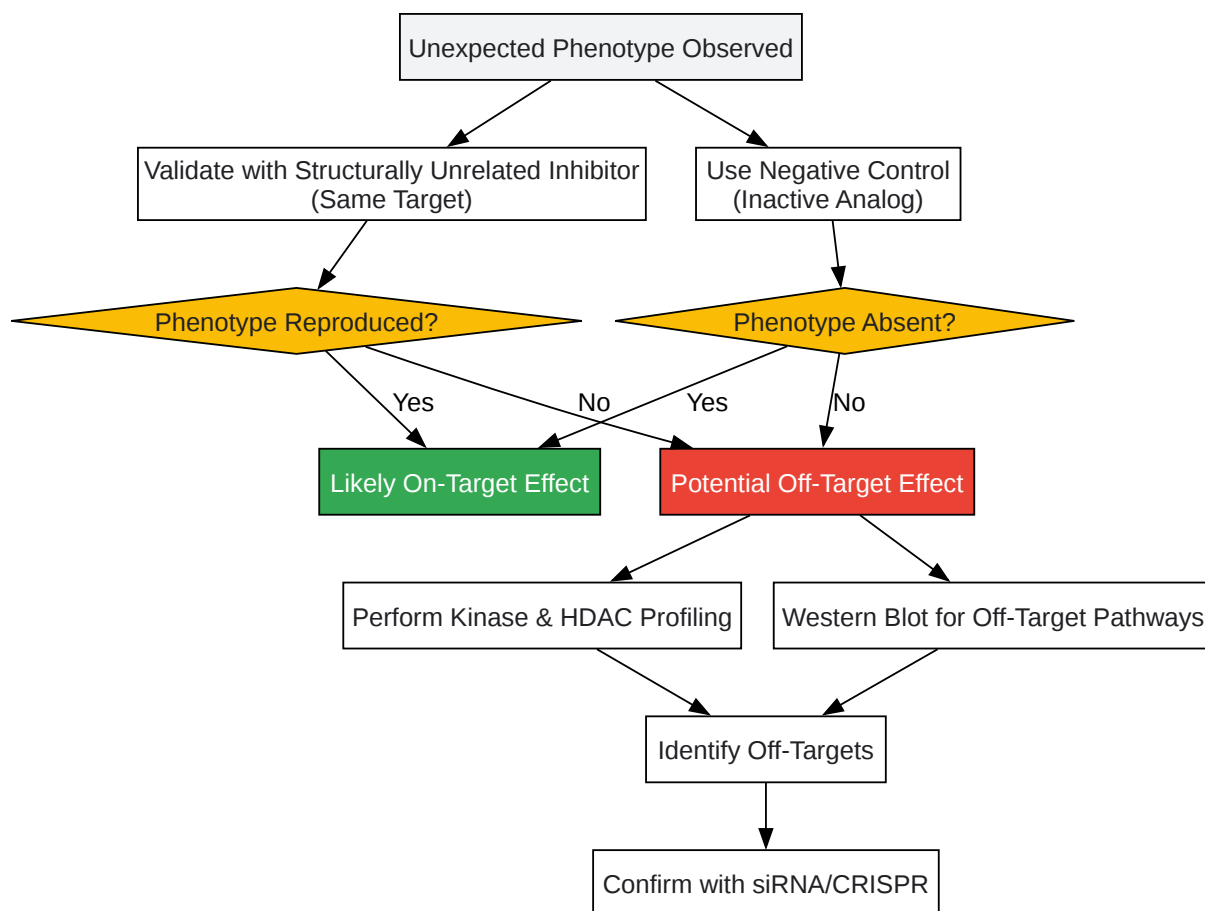 Unexpected Phenotype Observed
Validate with Structurally Unrelated Inhibitor
(Same Target)
Use Negative Control
(Inactive Analog)
Phenotype Reproduced?
Phenotype Absent?
Yes
No
Yes
No
Likely On-Target Effect
Potential Off-Target Effect
Perform Kinase & HDAC Profiling
Western Blot for Off-Target Pathways
Identify Off-Targets
Confirm with siRNA/CRISPR